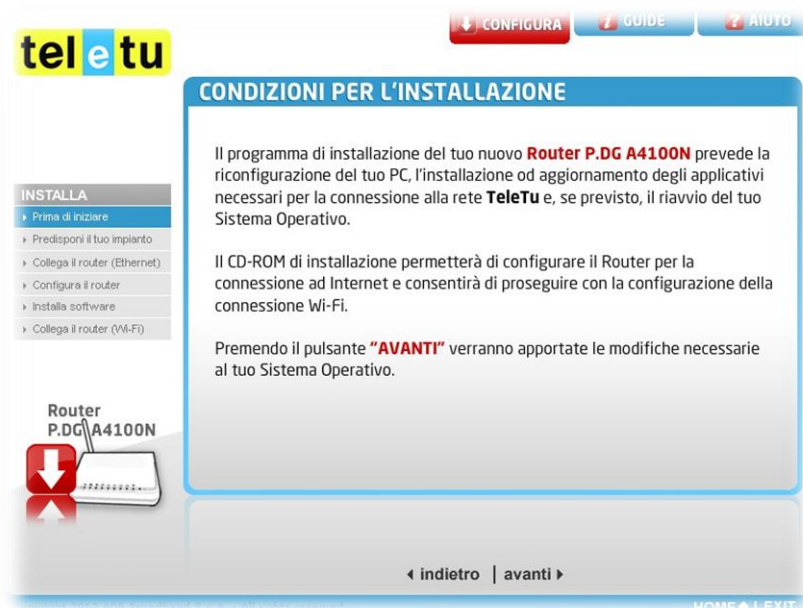 CONFIGURA
GUIDE
AIUTO
tel e tu
CONDIZIONI PER L'INSTALLAZIONE
Il programma di installazione del tuo nuovo Router P.DG A4100N prevede la
riconfigurazione del tuo PC, l'installazione od aggiornamento degli applicativi
necessari per la connessione alla rete TeleTu e, se previsto, il riavvio del tuo
Sistema Operativo.
Il CD-ROM di installazione permetterà di configurare il Router per la
connessione ad Internet e consentirà di proseguire con la configurazione della
connessione Wi-Fi.
Premendo il pulsante "AVANTI" verranno apportate le modifiche necessarie
al tuo Sistema Operativo.
INSTALLA
Prima di iniziare
Predisponi il tuo impianto
Collega il router (Ethernet)
Configura il router
Installa software
Collega il router (Wi-Fi)
Router
P.DG A4100N
indietro | avanti
HOME | EXIT